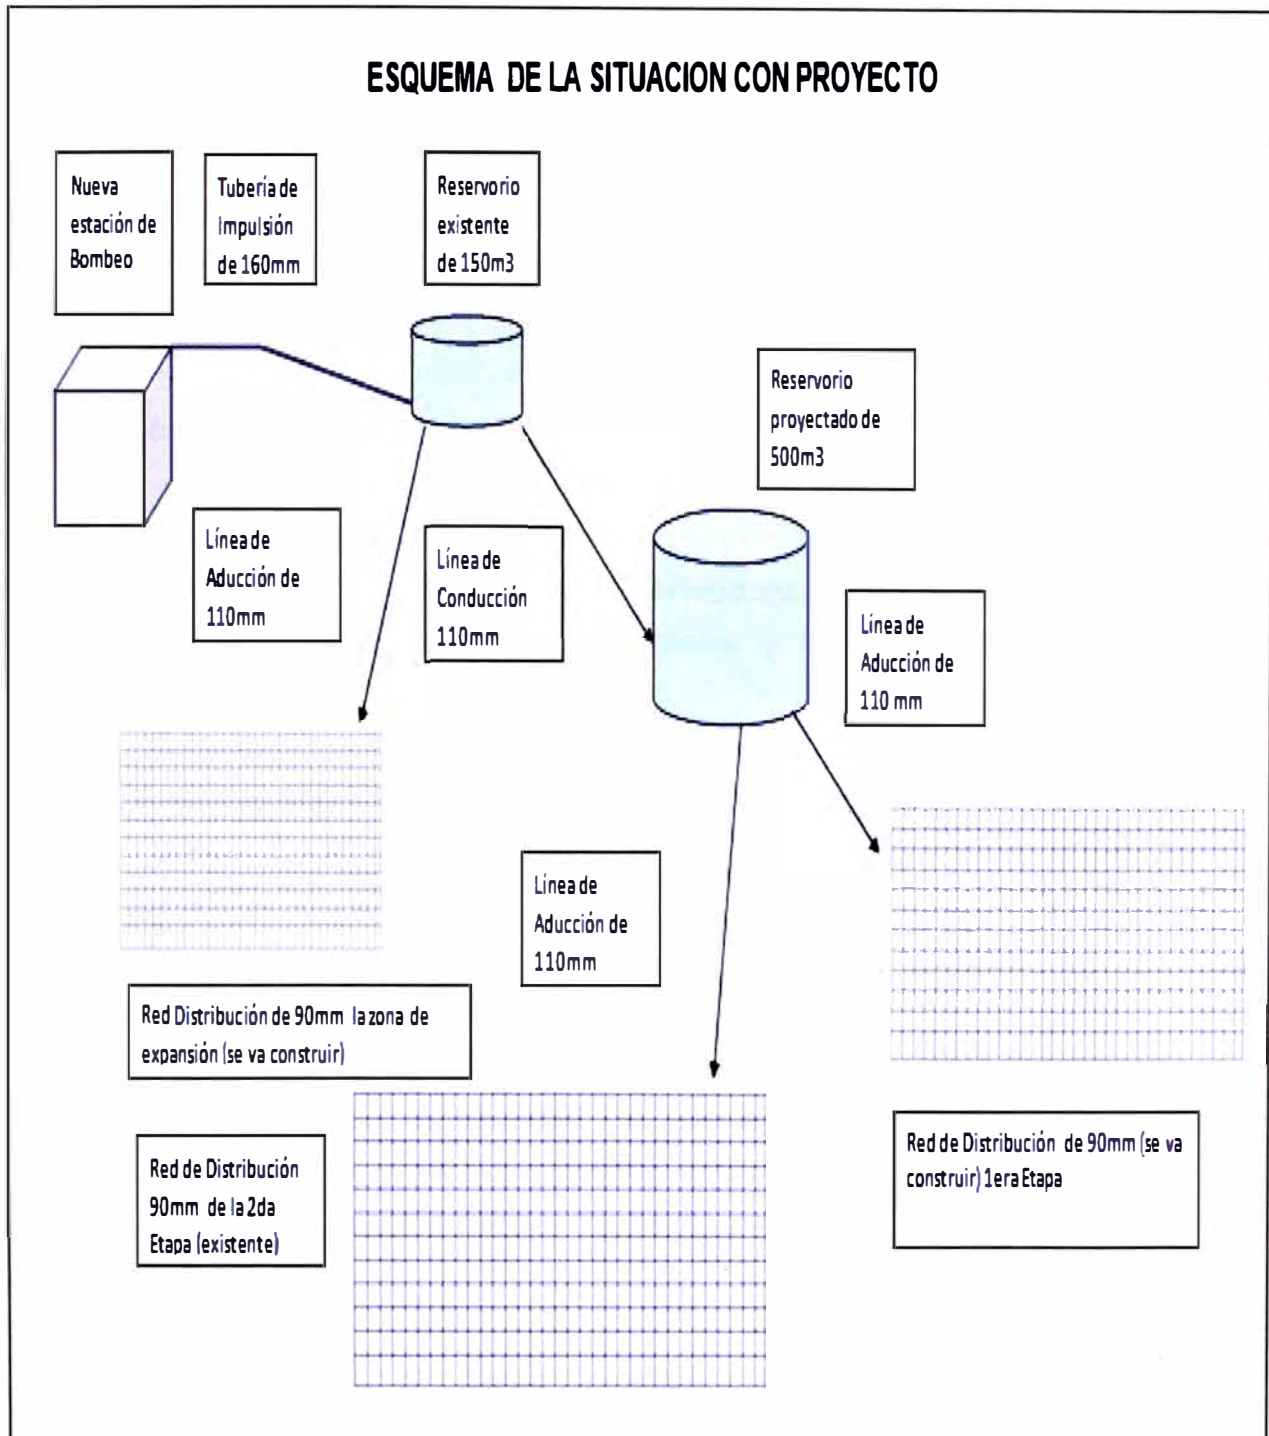 ESQUEMA DE LA SITUACION CON PROYECTO
Nueva
estación de
Bombeo
Tubería de
Impulsión
de 160mm
Reservorio
existente
de 150m3
Reservorio
proyectado de
500m3
Línea de
Aducción de
110mm
Línea de
Conducción
110mm
Línea de
Aducción de
110 mm
Línea de
Aducción de
110mm
Red Distribución de 90mm la zona de
expansión (se va construir)
Red de Distribución
90mm de la 2da
Etapa (existente)
Red de Distribución de 90mm (se va
construir) 1era Etapa